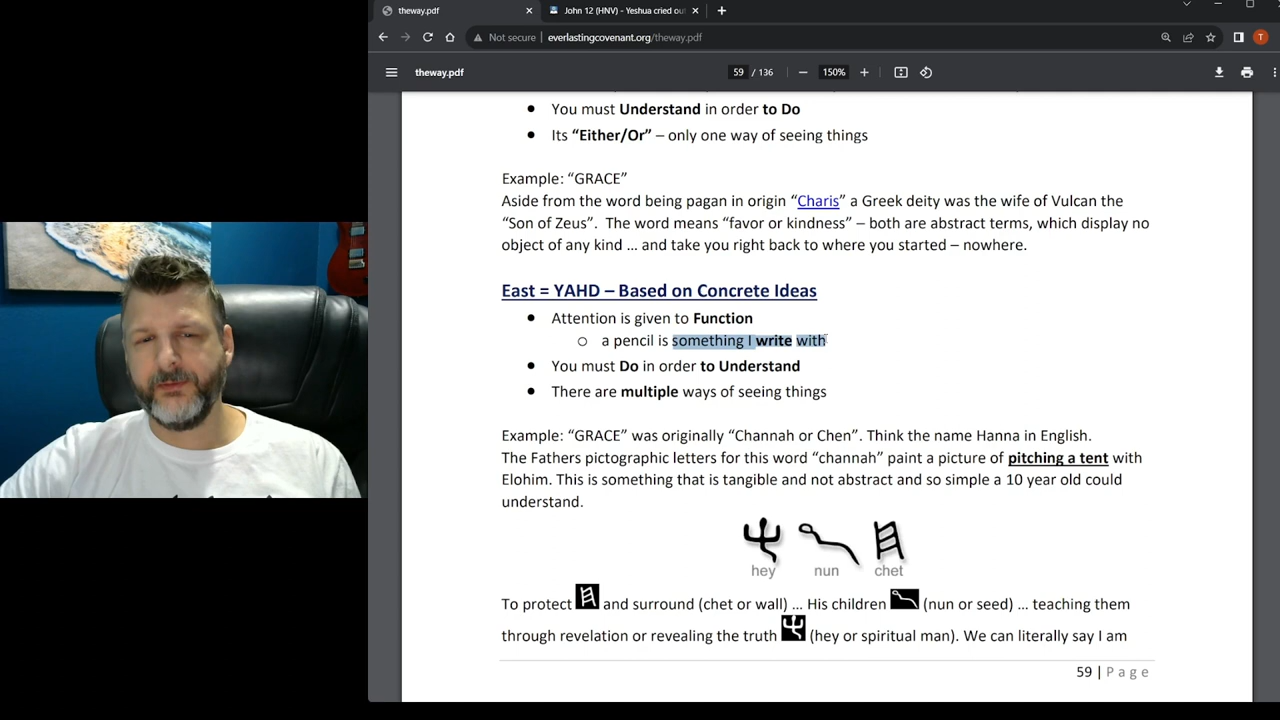 theway.pdf
John 12 (HNV) - Yeshua cried ou
Not secure | everlastingcovenant.org/theway.pdf
T
theway.pdf
59 / 136
150%
You must Understand in order to Do
Its “Either/Or” – only one way of seeing things
Example: “GRACE”
Aside from the word being pagan in origin “Charis” a Greek deity was the wife of Vulcan the
“Son of Zeus”. The word means “favor or kindness” – both are abstract terms, which display no
object of any kind … and take you right back to where you started – nowhere.
East = YAHD – Based on Concrete Ideas
Attention is given to Function
a pencil is something I write with
You must Do in order to Understand
There are multiple ways of seeing things
Example: “GRACE” was originally “Channah or Chen”. Think the name Hanna in English.
The Fathers pictographic letters for this word “channah” paint a picture of pitching a tent with
Elohim. This is something that is tangible and not abstract and so simple a 10 year old could
understand.
hey nun chet
To protect and surround (chet or wall) … His children (nun or seed) … teaching them
through revelation or revealing the truth (hey or spiritual man). We can literally say I am
59 | Page